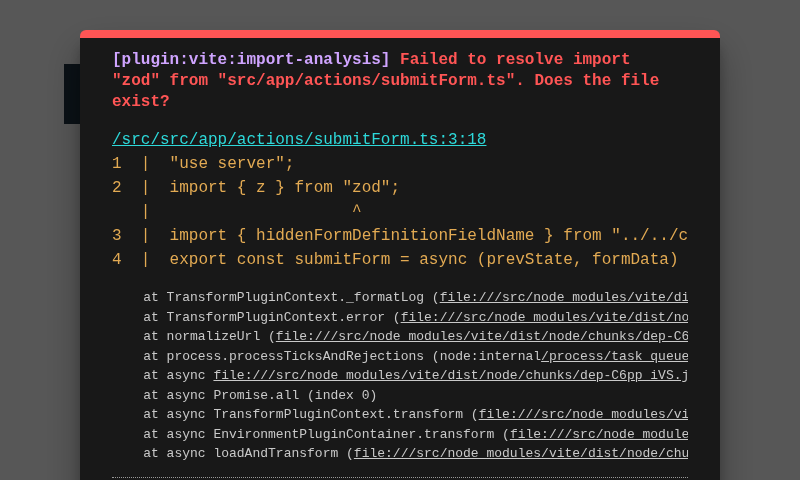 [plugin:vite:import-analysis] Failed to resolve import
"zod" from "src/app/actions/submitForm.ts". Does the file
exist?
/src/src/app/actions/submitForm.ts:3:18
1  |  "use server";
2  |  import { z } from "zod";
   |                     ^
3  |  import { hiddenFormDefinitionFieldName } from "../../c
4  |  export const submitForm = async (prevState, formData)
at TransformPluginContext._formatLog (file:///src/node_modules/vite/di
at TransformPluginContext.error (file:///src/node_modules/vite/dist/no
at normalizeUrl (file:///src/node_modules/vite/dist/node/chunks/dep-C6
at process.processTicksAndRejections (node:internal/process/task_queue
at async file:///src/node_modules/vite/dist/node/chunks/dep-C6pp_iVS.j
at async Promise.all (index 0)
at async TransformPluginContext.transform (file:///src/node_modules/vi
at async EnvironmentPluginContainer.transform (file:///src/node_module
at async loadAndTransform (file:///src/node_modules/vite/dist/node/chu